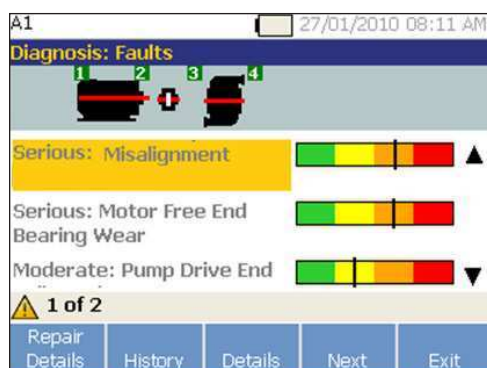 A1 27/01/2010 08:11 AM
Diagnosis: Faults
1 2 3 4
Serious: Misalignment
Serious: Motor Free End
Bearing Wear
Moderate: Pump Drive End
1 of 2
Repair
Details History Details Next Exit